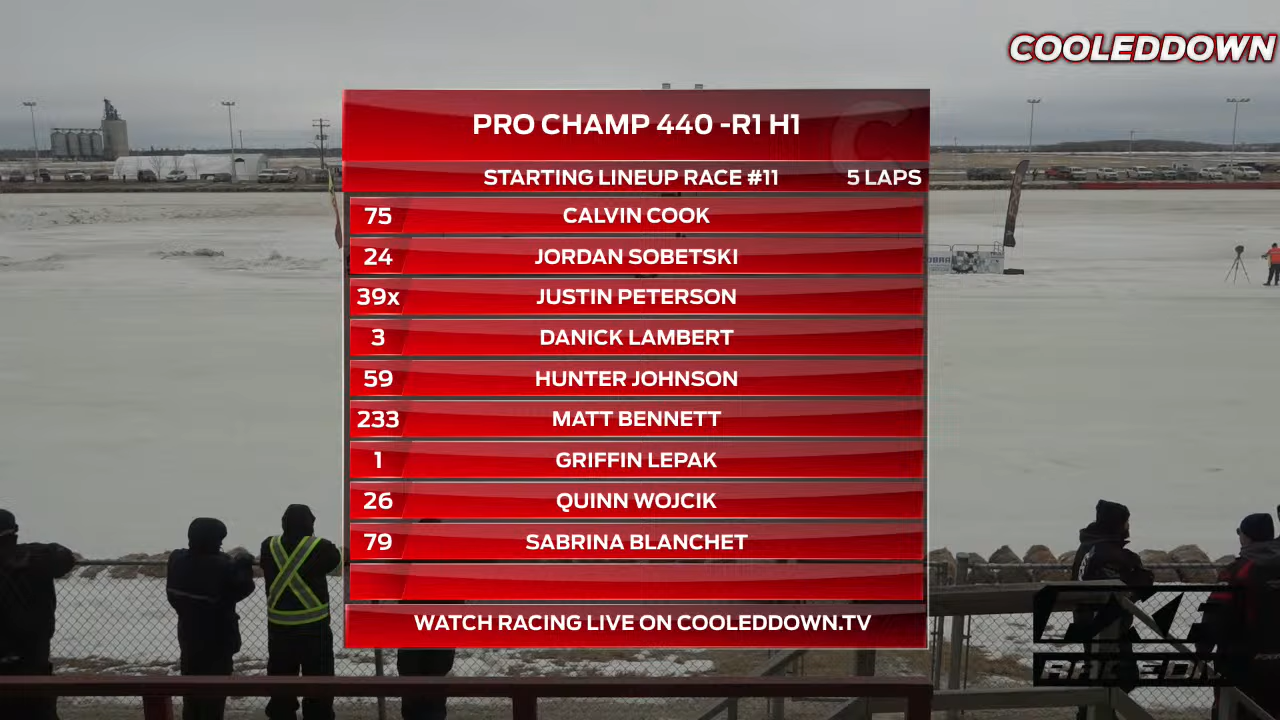 COOLEDDOWN
PRO CHAMP 440 -R1 H1
STARTING LINEUP RACE #11 5 LAPS
75 CALVIN COOK
24 JORDAN SOBETSKI
39x JUSTIN PETERSON
3 DANICK LAMBERT
59 HUNTER JOHNSON
233 MATT BENNETT
1 GRIFFIN LEPAK
26 QUINN WOJCIK
79 SABRINA BLANCHET
WATCH RACING LIVE ON COOLEDDOWN.TV